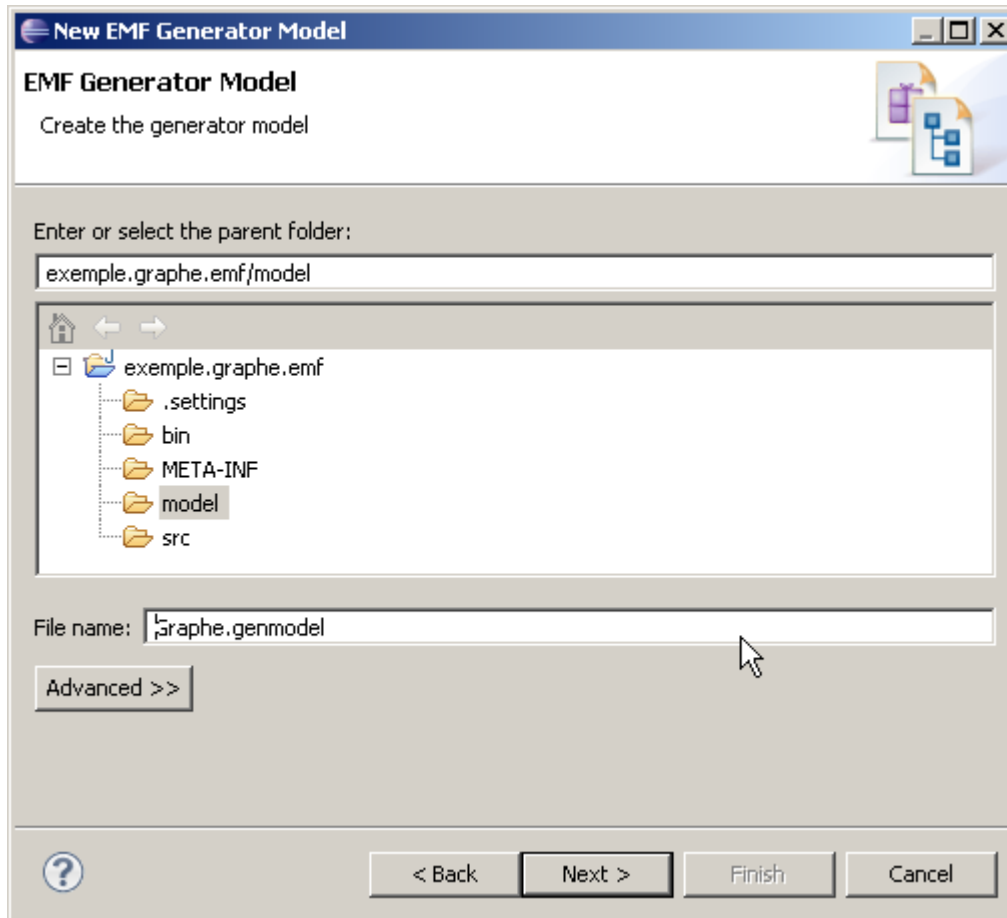 New EMF Generator Model
EMF Generator Model
Create the generator model
Enter or select the parent folder:
exemple.graphe.emf/model
exemple.graphe.emf
.settings
bin
META-INF
model
src
File name: Graphe.genmodel
Advanced >>
< Back Next > Finish Cancel